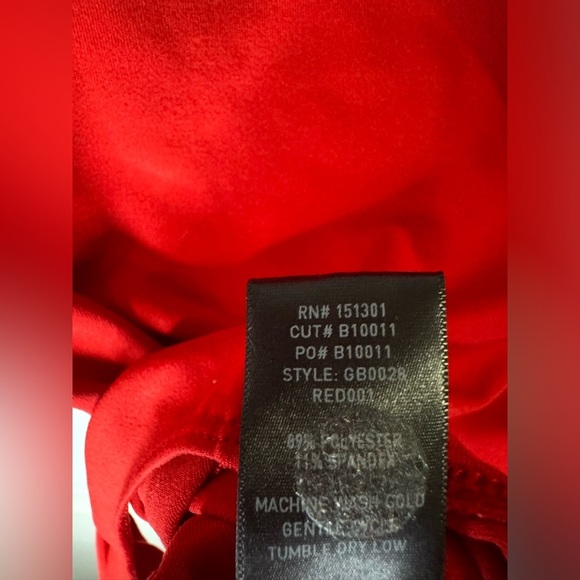 RN# 151301
CUT# B10011
PO# B10011
STYLE: GB0028
RED001
89% POLYESTER
11% SPANDEX
MACHINE WASH COLD
GENTLE CYCLE
TUMBLE DRY LOW